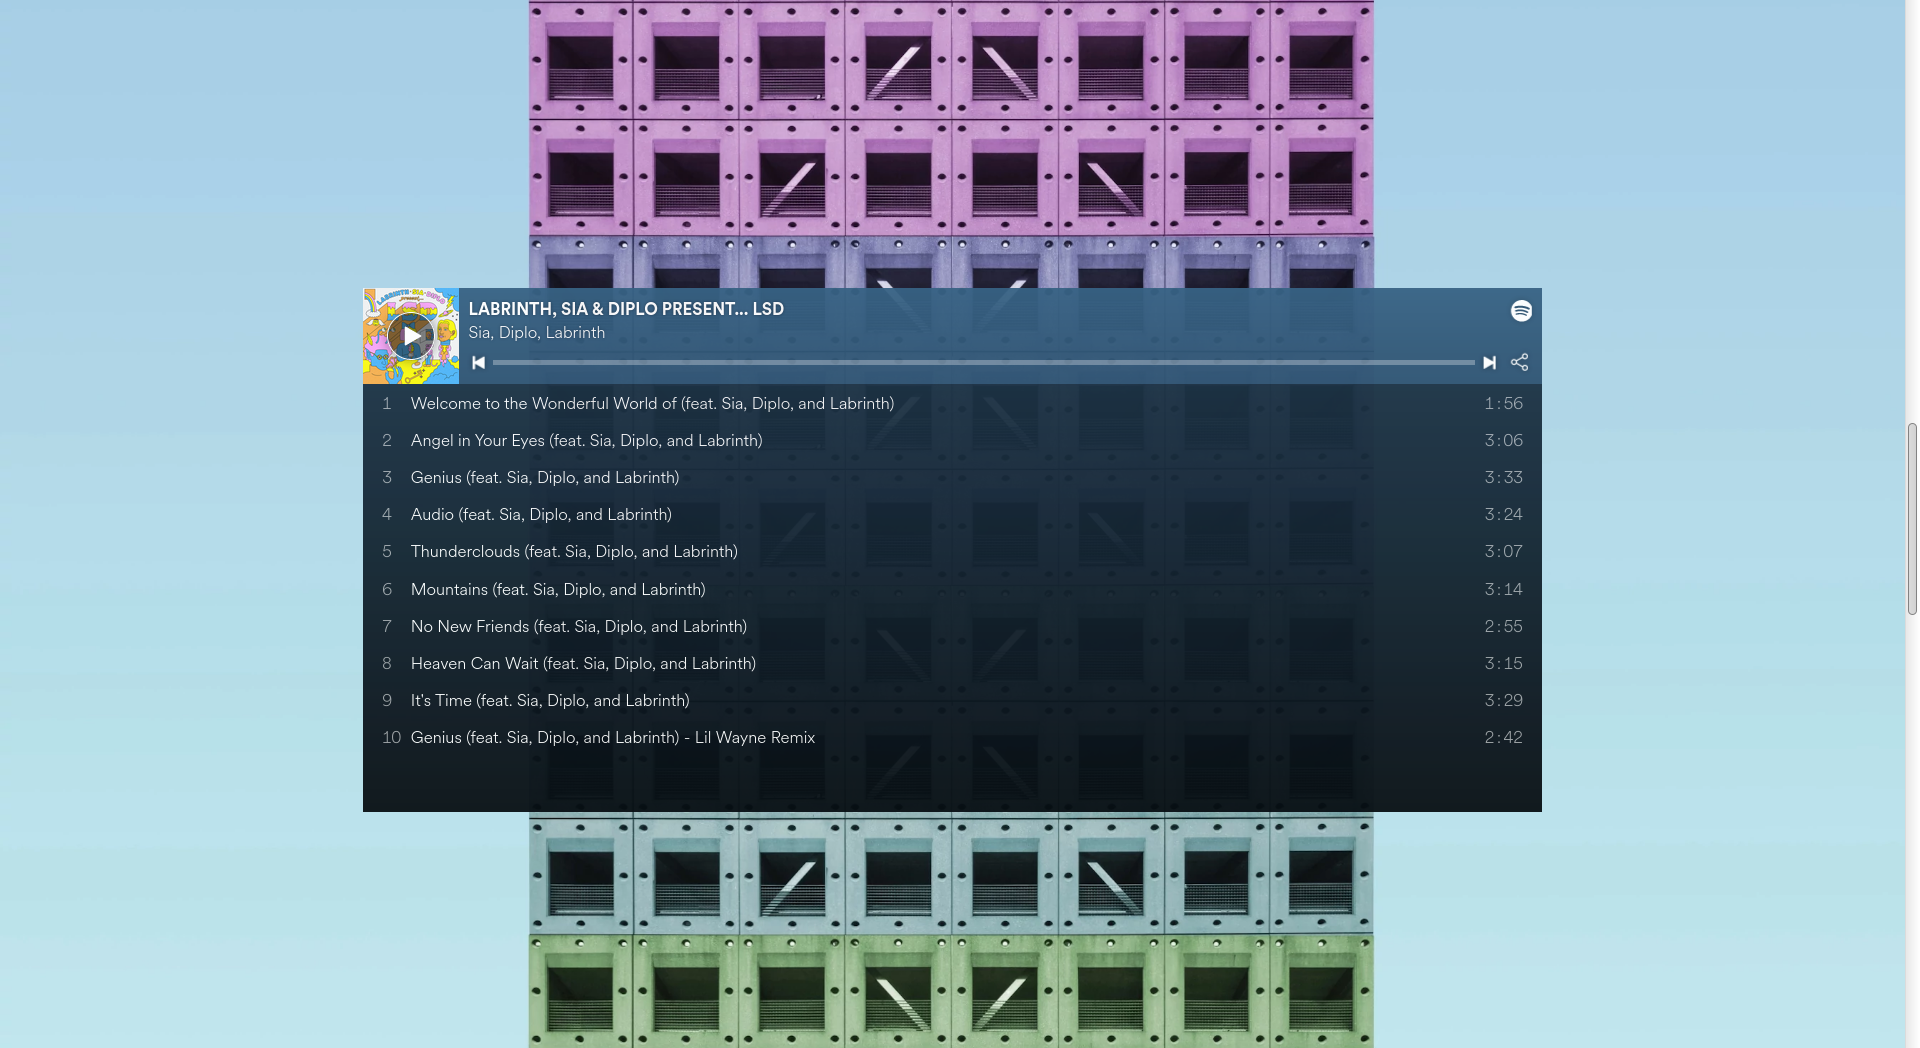 LABRINTH, SIA & DIPLO PRESENT... LSD
Sia, Diplo, Labrinth
1 Welcome to the Wonderful World of (feat. Sia, Diplo, and Labrinth) 1:56
2 Angel in Your Eyes (feat. Sia, Diplo, and Labrinth) 3:06
3 Genius (feat. Sia, Diplo, and Labrinth) 3:33
4 Audio (feat. Sia, Diplo, and Labrinth) 3:24
5 Thunderclouds (feat. Sia, Diplo, and Labrinth) 3:07
6 Mountains (feat. Sia, Diplo, and Labrinth) 3:14
7 No New Friends (feat. Sia, Diplo, and Labrinth) 2:55
8 Heaven Can Wait (feat. Sia, Diplo, and Labrinth) 3:15
9 It's Time (feat. Sia, Diplo, and Labrinth) 3:29
10 Genius (feat. Sia, Diplo, and Labrinth) - Lil Wayne Remix 2:42